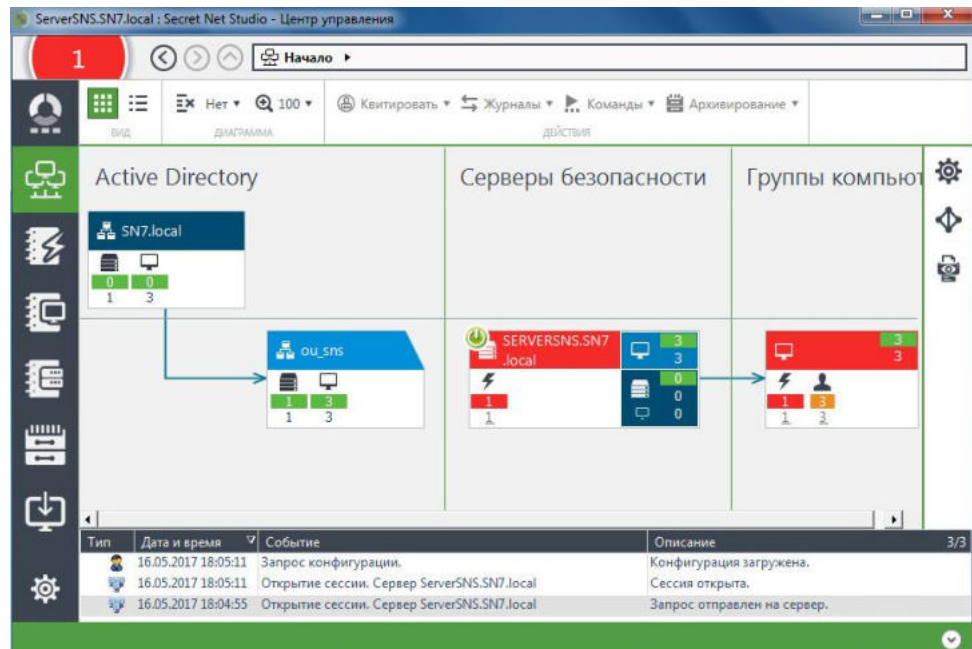 ServerSNS.SN7.local : Secret Net Studio - Центр управления
1
Начало
Нет
100
Квитировать
Журналы
Команды
Архивирование
ВИД
ДИАГРАММА
ДЕЙСТВИЯ
Active Directory
Серверы безопасности
Группы компьют
SN7.local
0 0
1 3
ou_sns
1 3
1 3
SERVERSNS.SN7
.local
3
3
0
0
0
1
1
3
3
1 3
1 3
Тип Дата и время Событие Описание 3/3
16.05.2017 18:05:11 Запрос конфигурации. Конфигурация загружена.
16.05.2017 18:05:11 Открытие сессии. Сервер ServerSNS.SN7.local Сессия открыта.
16.05.2017 18:04:55 Открытие сессии. Сервер ServerSNS.SN7.local Запрос отправлен на сервер.